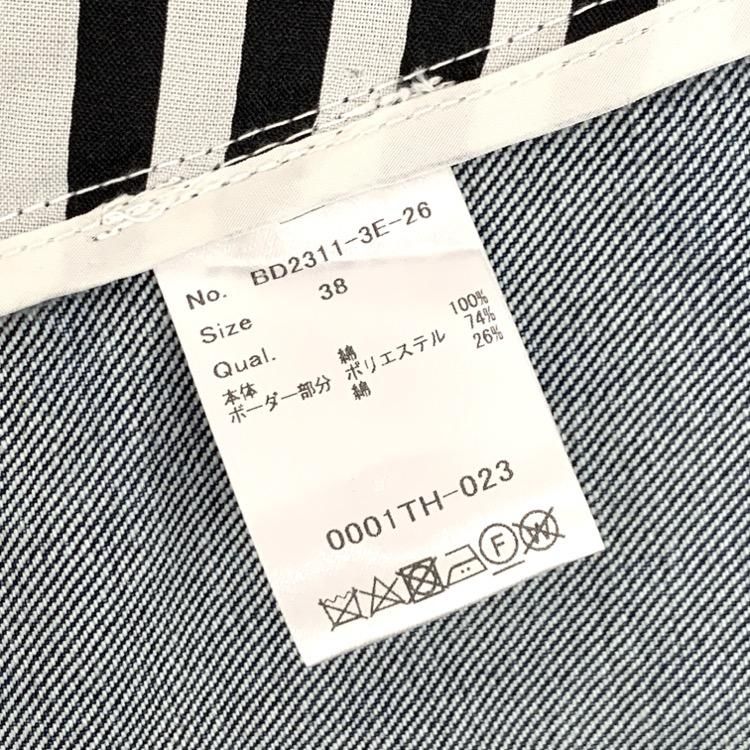 No. BD2311-3E-26
Size 38
Qual.
本体 綿 100%
ボーダー部分 ポリエステル 74%
綿 26%
0001TH-023
F W